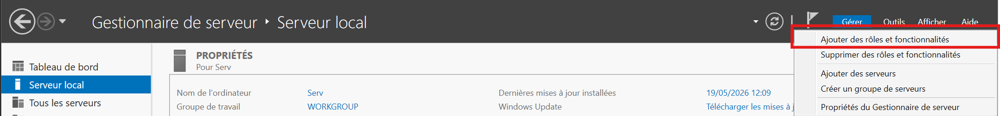 Gestionnaire de serveur ‣ Serveur local
Gérer Outils Afficher Aide
Ajouter des rôles et fonctionnalités
Supprimer des rôles et fonctionnalités
Ajouter des serveurs
Créer un groupe de serveurs
Propriétés du Gestionnaire de serveur
Tableau de bord
Serveur local
Tous les serveurs
PROPRIÉTÉS
Pour Serv
Nom de l'ordinateur Serv Dernières mises à jour installées 19/05/2026 12:09
Groupe de travail WORKGROUP Windows Update Télécharger les mises à j